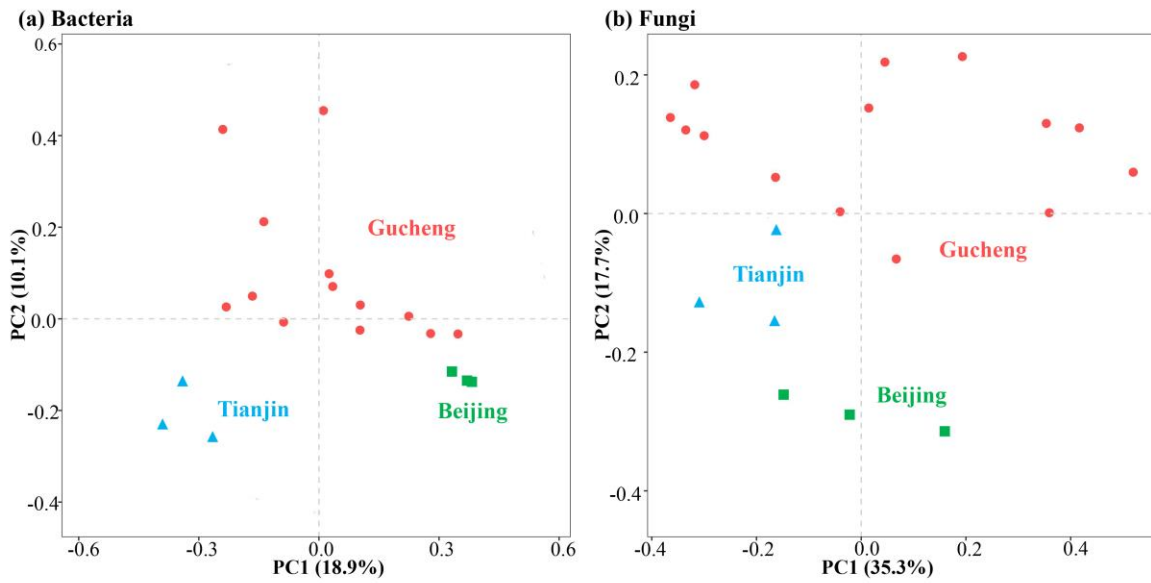 (a) Bacteria
0.6
0.4
0.2
0.0
-0.2
-0.4
PC2 (10.1%)
Gucheng
Tianjin
Beijing
-0.6
-0.3
0.0
0.3
0.6
PC1 (18.9%)
(b) Fungi
0.2
0.0
-0.2
-0.4
PC2 (17.7%)
Gucheng
Tianjin
Beijing
-0.4
-0.2
0.0
0.2
0.4
PC1 (35.3%)